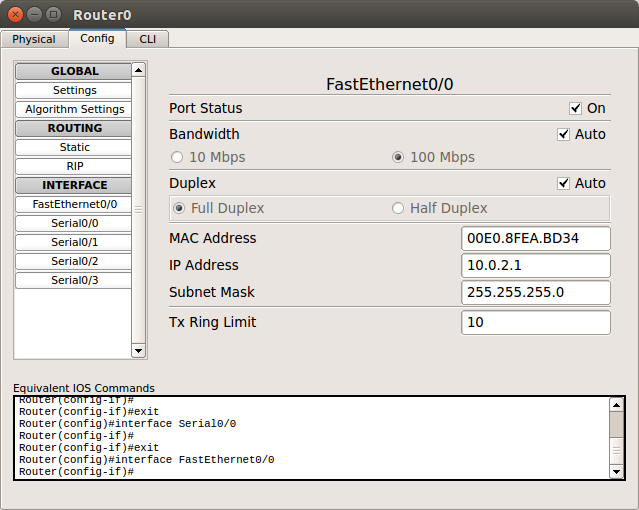 Router0
Physical Config CLI
GLOBAL
Settings
Algorithm Settings
ROUTING
Static
RIP
INTERFACE
FastEthernet0/0
Serial0/0
Serial0/1
Serial0/2
Serial0/3
FastEthernet0/0
Port Status On
Bandwidth Auto
10 Mbps 100 Mbps
Duplex Auto
Full Duplex Half Duplex
MAC Address 00E0.8FEA.BD34
IP Address 10.0.2.1
Subnet Mask 255.255.255.0
Tx Ring Limit 10
Equivalent IOS Commands
Router(config-if)#
Router(config-if)#exit
Router(config)#interface Serial0/0
Router(config-if)#
Router(config-if)#exit
Router(config)#interface FastEthernet0/0
Router(config-if)#